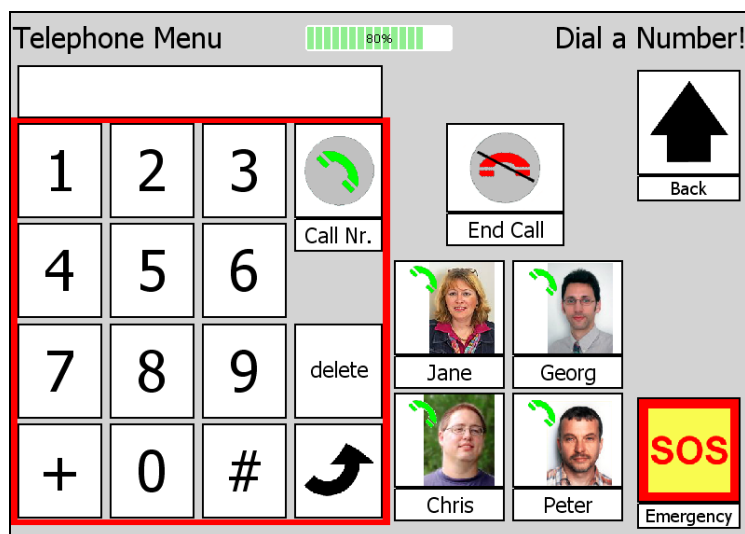 Telephone Menu
80%
Dial a Number!
1 2 3
Call Nr.
End Call
Back
4 5 6
7 8 9 delete
Jane Georg
+ 0 #
Chris Peter
SOS
Emergency